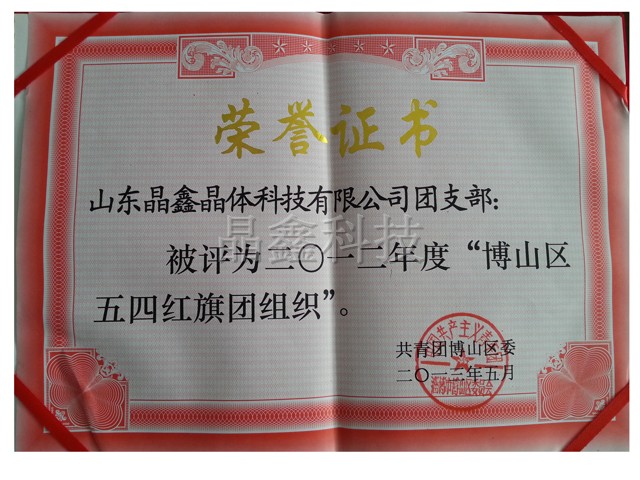 荣誉证书
山东晶鑫晶体科技有限公司团支部：
晶鑫科技
被评为二〇一二年度“博山区
五四红旗团组织”。
共青团博山区委
二〇一三年五月